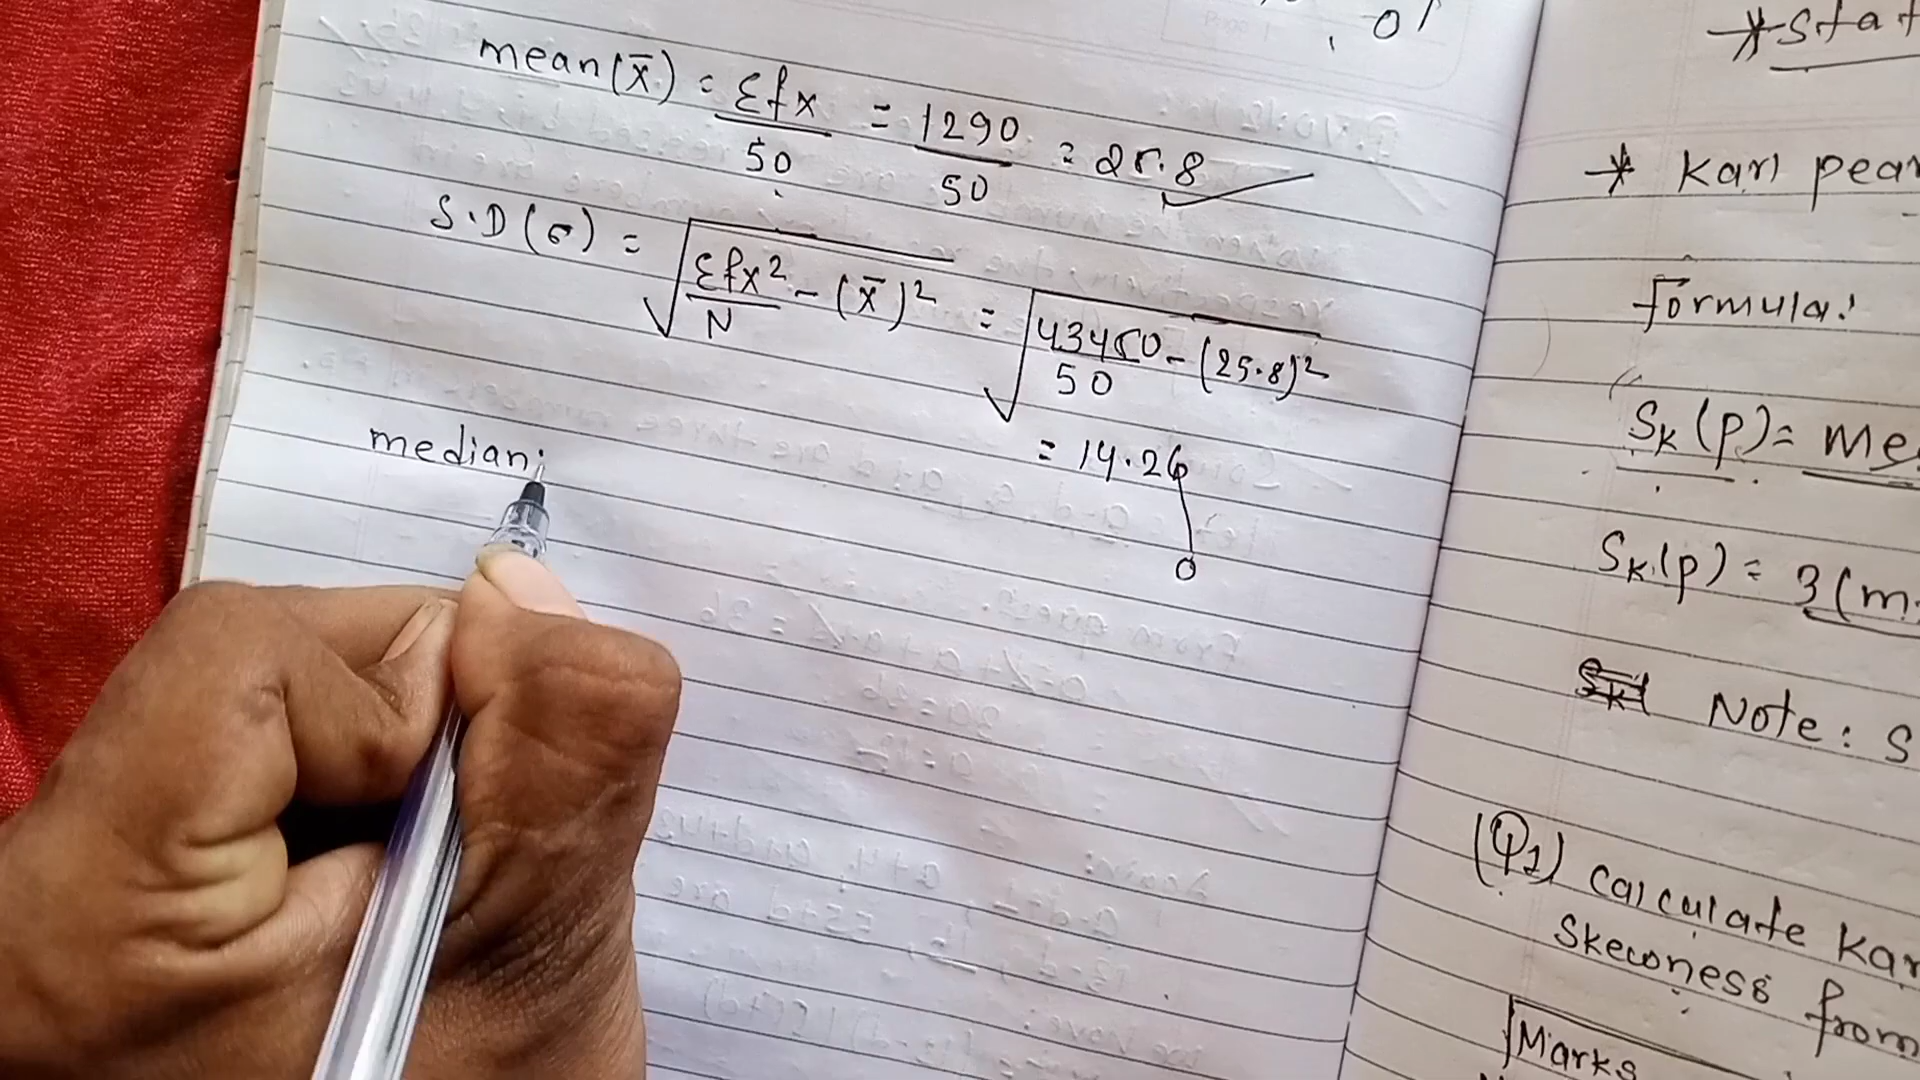 mean(x̄) = Σfx/50 = 1290/50 = 25.8
S.D(σ) = √(Σfx²/N - (x̄)²) = √(43450/50 - (25.8)²)
= 14.26
median:
*Stat
* Karl pear
formula:
Sk(p) = me
Sk(p) = 3(m
Note: S
(Q1) calculate Kar
Skewness from
Marks